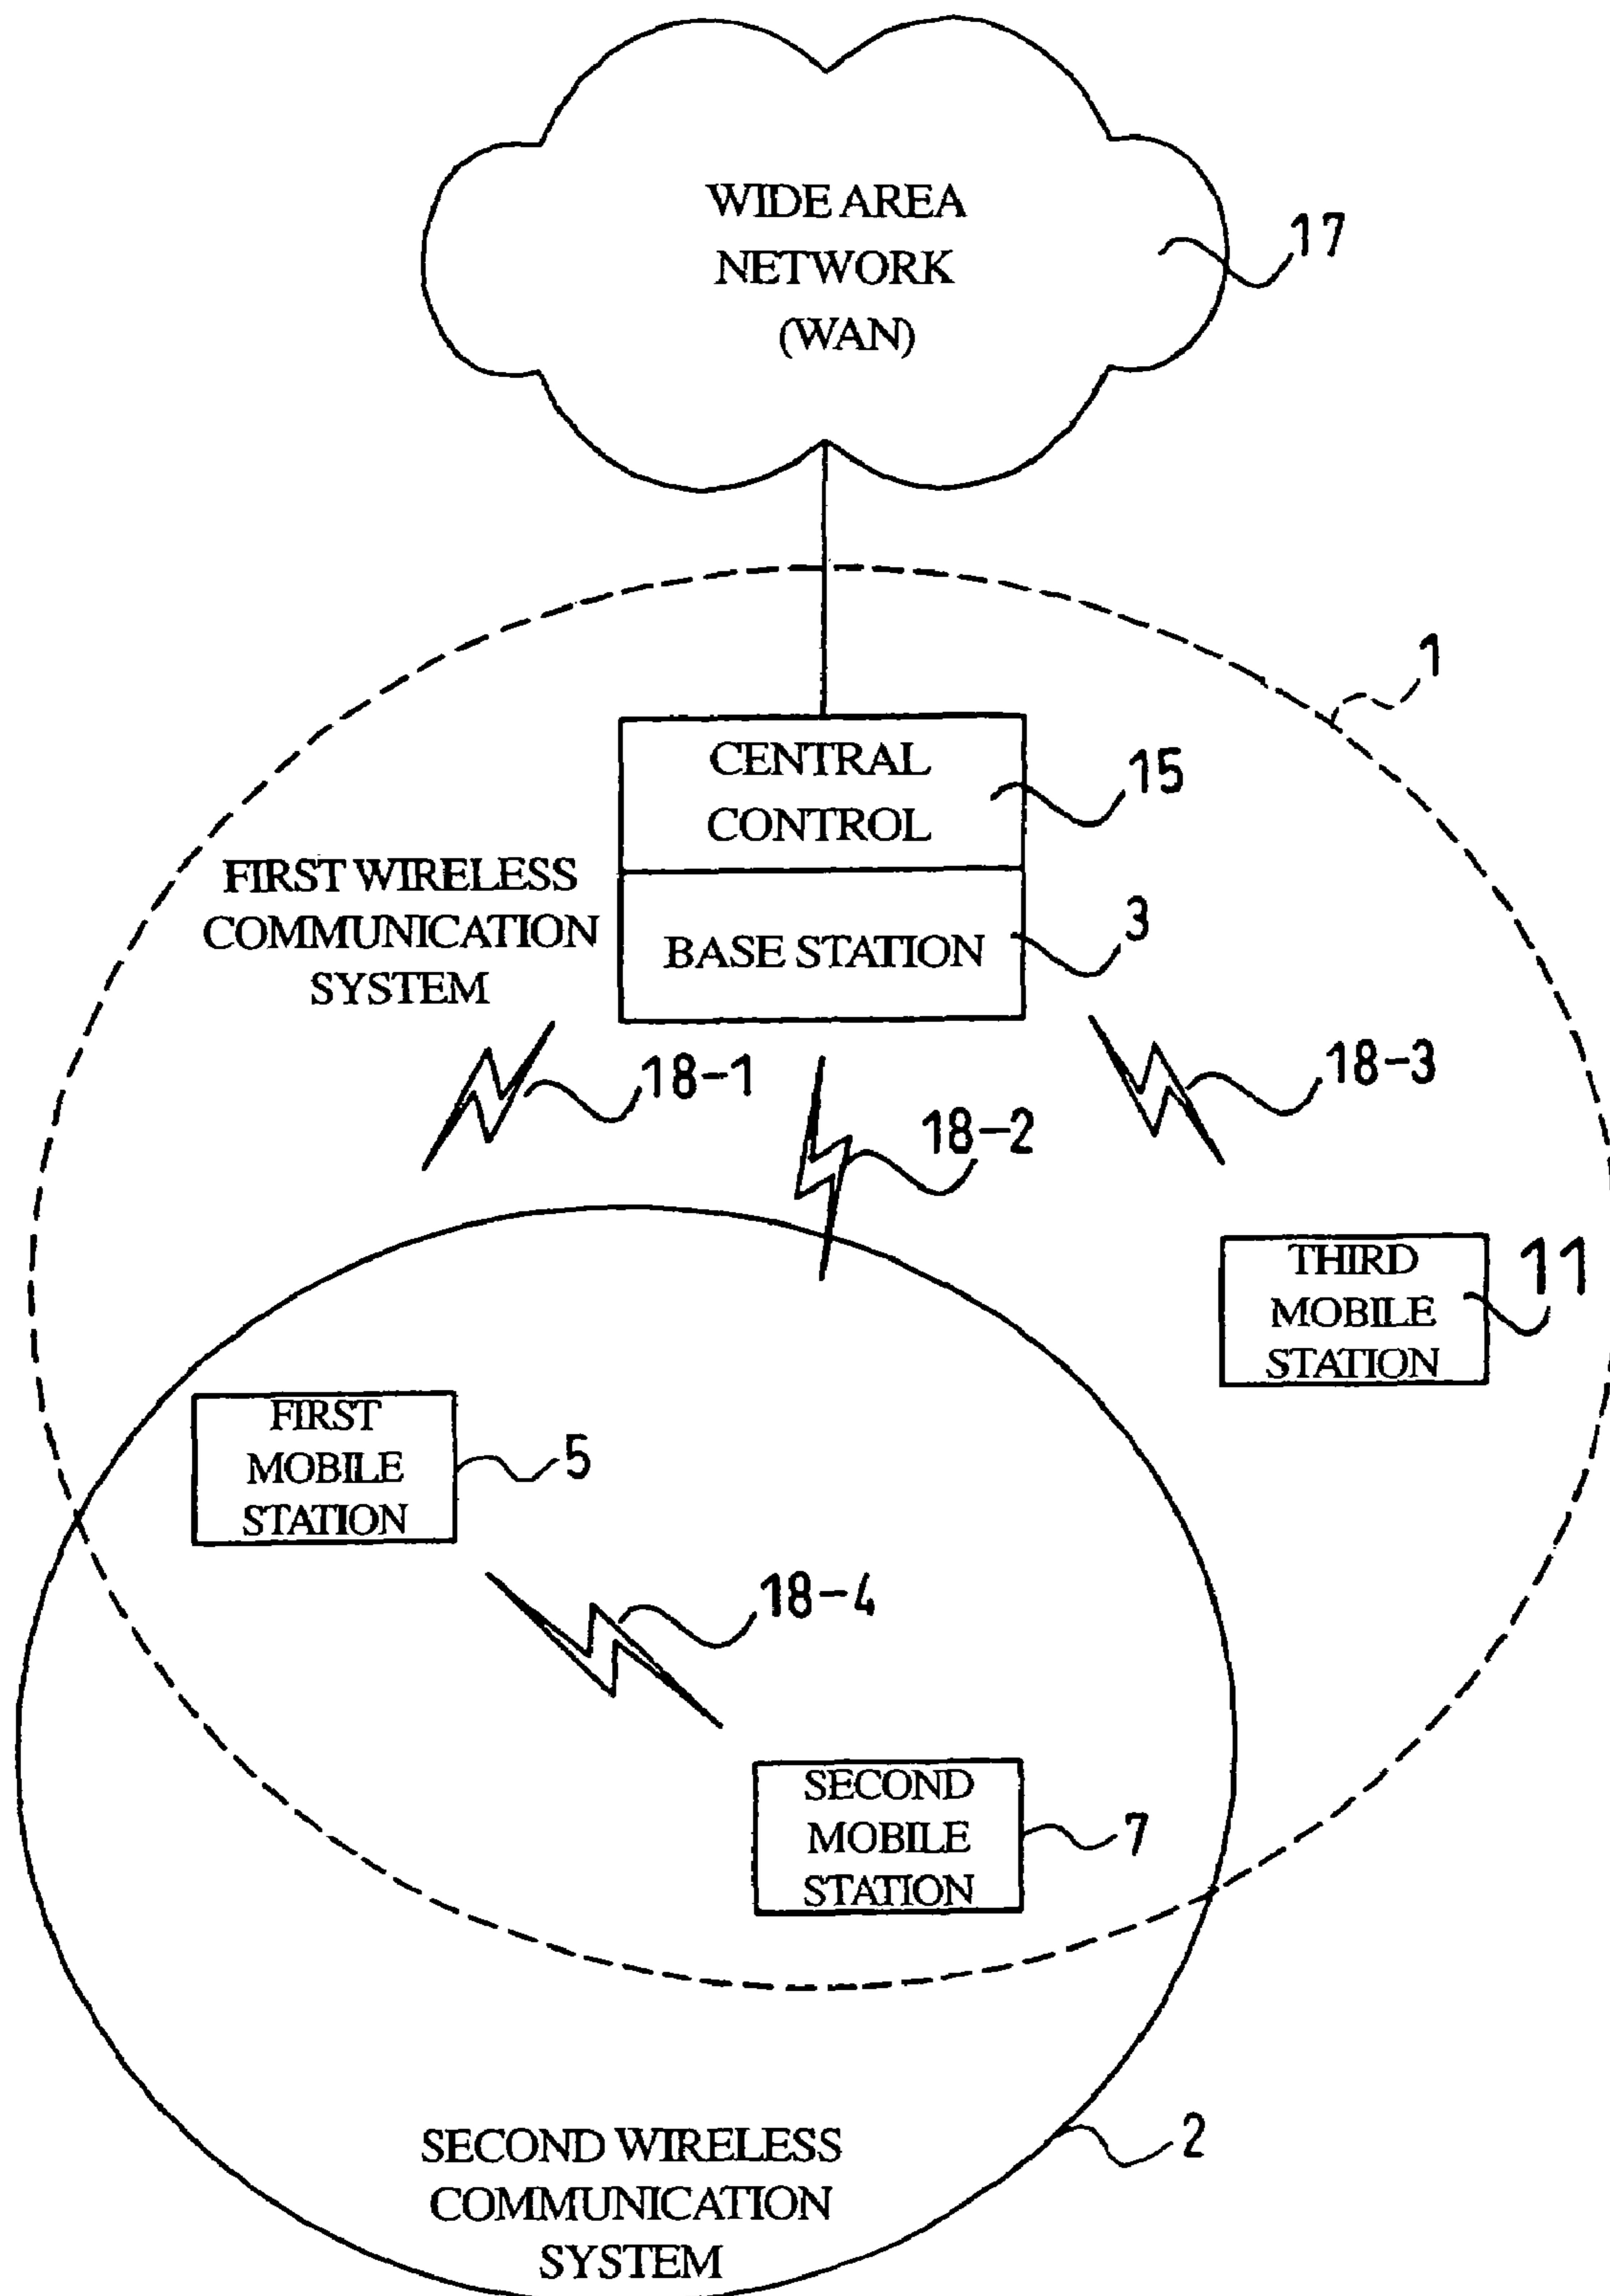 WIDE AREA
NETWORK
(WAN)
17
1
CENTRAL
CONTROL
15
FIRST WIRELESS
COMMUNICATION
SYSTEM
BASE STATION
3
18-1
18-2
18-3
THIRD
MOBILE
STATION
11
FIRST
MOBILE
STATION
5
18-4
SECOND
MOBILE
STATION
7
2
SECOND WIRELESS
COMMUNICATION
SYSTEM